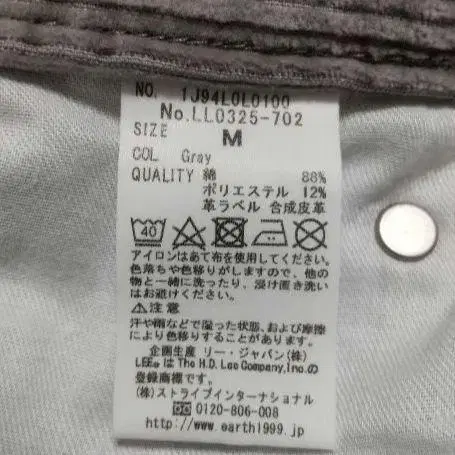 NO. 1J94L0L0100
No.LL0325-702
SIZE M
COL Gray
QUALITY 綿 88%
ポリエステル 12%
革ラベル 合成皮革
40
アイロンはあて布を使用してください。
色落ちや色移りがしますので、他の
物と一緒に洗ったり、浸け置き洗い
はお避けください。
⚠注意
汗や雨などで湿った状態、および摩擦
により色移りすることがあります。
企画生産 リー・ジャパン(株)
LEE® は The H.D. Lee Company,Inc.の
登録商標です。
(株)ストライプインターナショナル
0120-806-008
http://www.earth1999.jp